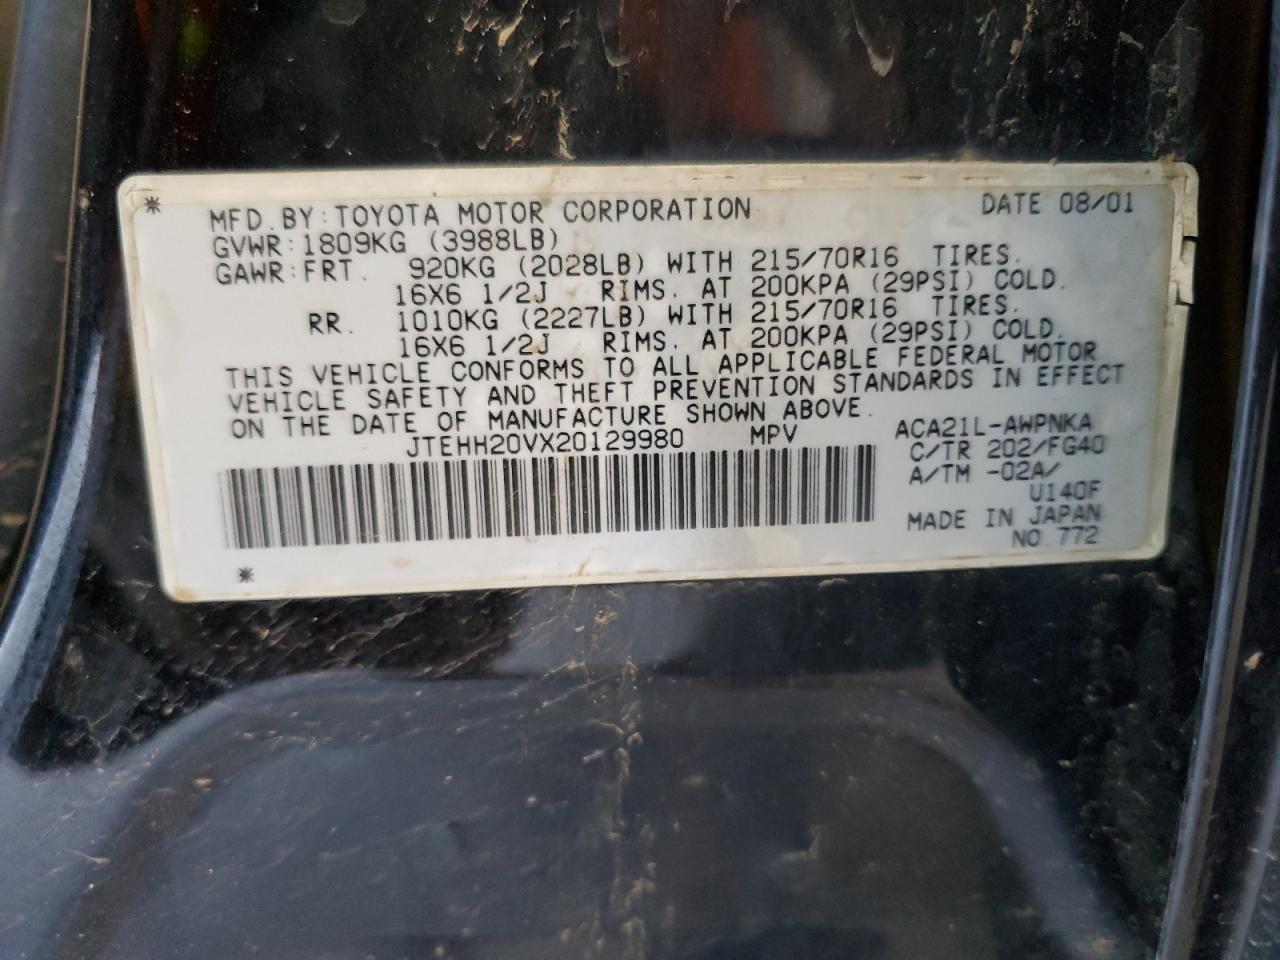 MFD.BY:TOYOTA MOTOR CORPORATION DATE 08/01
GVWR:1809KG (3988LB)
GAWR:FRT. 920KG (2028LB) WITH 215/70R16 TIRES.
16X6 1/2J RIMS. AT 200KPA (29PSI) COLD.
RR. 1010KG (2227LB) WITH 215/70R16 TIRES.
16X6 1/2J RIMS. AT 200KPA (29PSI) COLD.
THIS VEHICLE CONFORMS TO ALL APPLICABLE FEDERAL MOTOR
VEHICLE SAFETY AND THEFT PREVENTION STANDARDS IN EFFECT
ON THE DATE OF MANUFACTURE SHOWN ABOVE.
JTEHH20VX20129980 MPV
ACA21L-AWPNKA
C/TR 202/FG40
A/TM -02A/
U140F
MADE IN JAPAN
NO.772